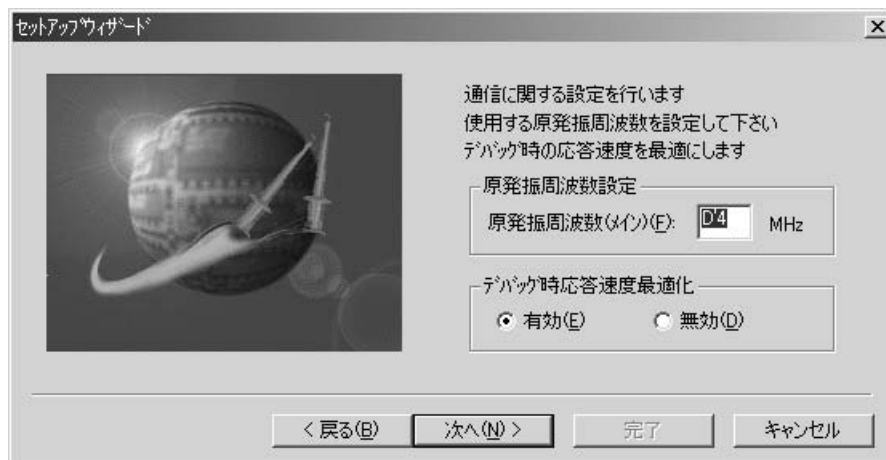 セットアップウィザード
通信に関する設定を行います
使用する原発振周波数を設定して下さい
デバッグ時の応答速度を最適にします
原発振周波数設定
原発振周波数(メイン)(F): D'4 MHz
デバッグ時応答速度最適化
有効(E) 無効(D)
< 戻る(B) 次へ(N) > 完了 キャンセル